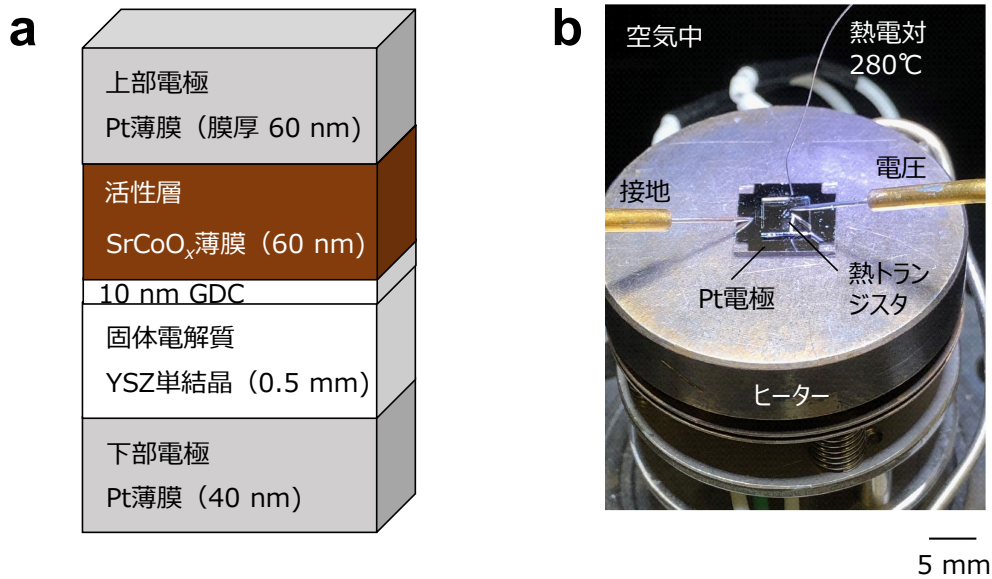 a
上部電極
Pt薄膜（膜厚 60 nm)
活性層
SrCoOx薄膜（60 nm)
10 nm GDC
固体電解質
YSZ単結晶（0.5 mm)
下部電極
Pt薄膜（40 nm)
b
空気中
熱電対
280℃
接地
電圧
Pt電極
熱トラン
ジスタ
ヒーター
5 mm